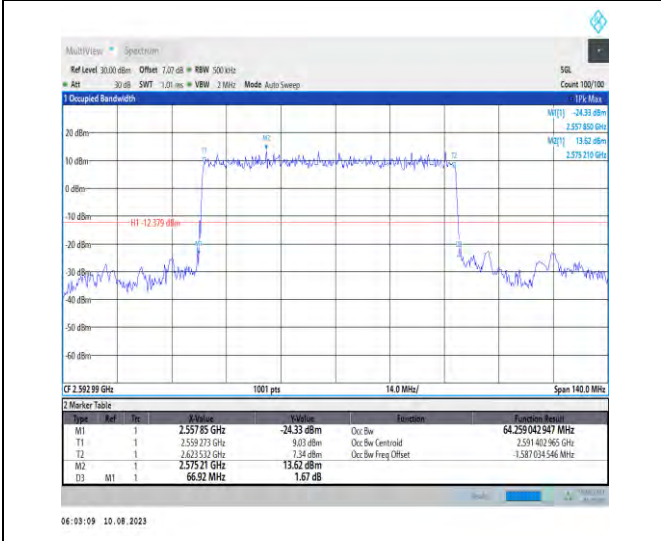 MultiView Spectrum
Ref Level 30.00 dBm Offset 7.07 dB RBW 500 kHz SGL
Att 30 dB SWT 1.01 ms VBW 2 MHz Mode Auto Sweep Count 100/100
1 Occupied Bandwidth 1Pk Max
M1[1] -24.33 dBm
2.557 850 GHz
M2[1] 13.62 dBm
2.575 210 GHz
20 dBm
M2
T1
T2
10 dBm
0 dBm
-10 dBm
H1 -12.379 dBm
-20 dBm
M1
D3
-30 dBm
-40 dBm
-50 dBm
-60 dBm
CF 2.592 99 GHz 1001 pts 14.0 MHz/ Span 140.0 MHz
2 Marker Table
Type Ref Trc X-Value Y-Value Function Function Result
M1 1 2.557 85 GHz -24.33 dBm Occ Bw 64.259 042 947 MHz
T1 1 2.559 273 GHz 9.03 dBm Occ Bw Centroid 2.591 402 965 GHz
T2 1 2.623 532 GHz 7.34 dBm Occ Bw Freq Offset -1.587 034 546 MHz
M2 1 2.575 21 GHz 13.62 dBm
D3 M1 1 66.92 MHz 1.67 dB
06:03:09 10.08.2023